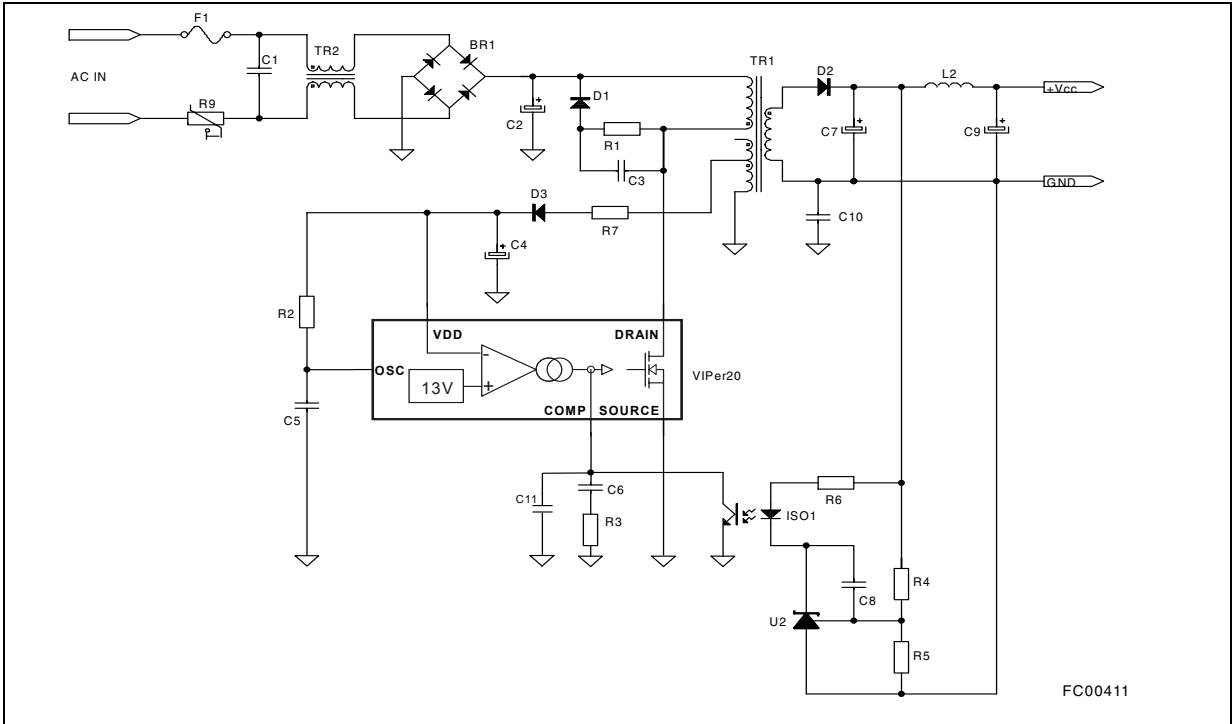 F1
BR1
TR2
C1
TR1
D2
L2
AC IN
+Vcc
R9
D1
C2
+
R1
C7
+
C9
+
C3
GND
D3
R7
C10
C4
+
R2
VDD
DRAIN
OSC
-
13V
+
VIPer20
COMP
SOURCE
C5
C11
C6
R3
ISO1
R6
R4
C8
U2
R5
FC00411